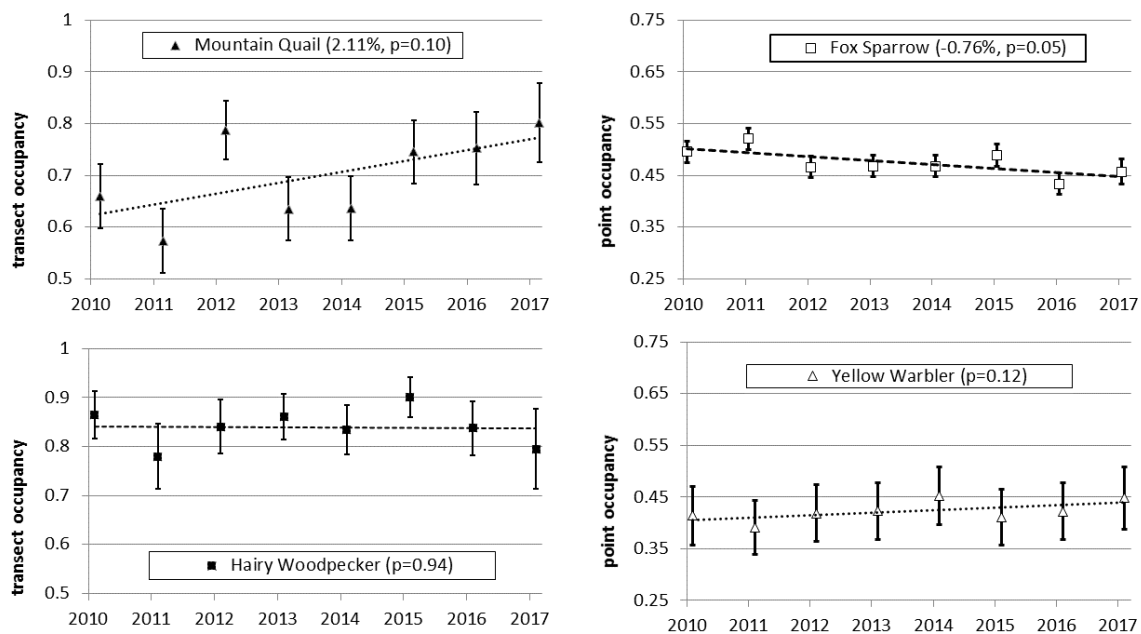 1
▲ Mountain Quail (2.11%, p=0.10)
0.9
0.8
0.7
0.6
0.5
transect occupancy
2010 2011 2012 2013 2014 2015 2016 2017
0.75
□ Fox Sparrow (-0.76%, p=0.05)
0.65
0.55
0.45
0.35
0.25
point occupancy
2010 2011 2012 2013 2014 2015 2016 2017
1
0.9
0.8
0.7
0.6
0.5
transect occupancy
■ Hairy Woodpecker (p=0.94)
2010 2011 2012 2013 2014 2015 2016 2017
0.75
△ Yellow Warbler (p=0.12)
0.65
0.55
0.45
0.35
0.25
point occupancy
2010 2011 2012 2013 2014 2015 2016 2017